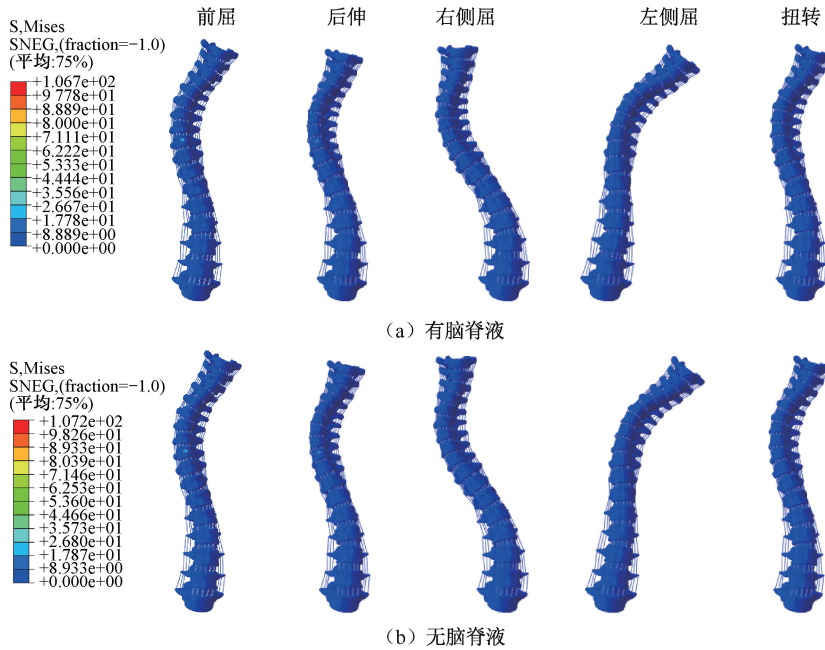 前屈 后伸 右侧屈 左侧屈 扭转
S,Mises
SNEG,(fraction=−1.0)
(平均:75%)
+1.067e+02
+9.778e+01
+8.889e+01
+8.000e+01
+7.111e+01
+6.222e+01
+5.333e+01
+4.444e+01
+3.556e+01
+2.667e+01
+1.778e+01
+8.889e+00
+0.000e+00
（a）有脑脊液
S,Mises
SNEG,(fraction=−1.0)
(平均:75%)
+1.072e+02
+9.826e+01
+8.933e+01
+8.039e+01
+7.146e+01
+6.253e+01
+5.360e+01
+4.466e+01
+3.573e+01
+2.680e+01
+1.787e+01
+8.933e+00
+0.000e+00
（b）无脑脊液